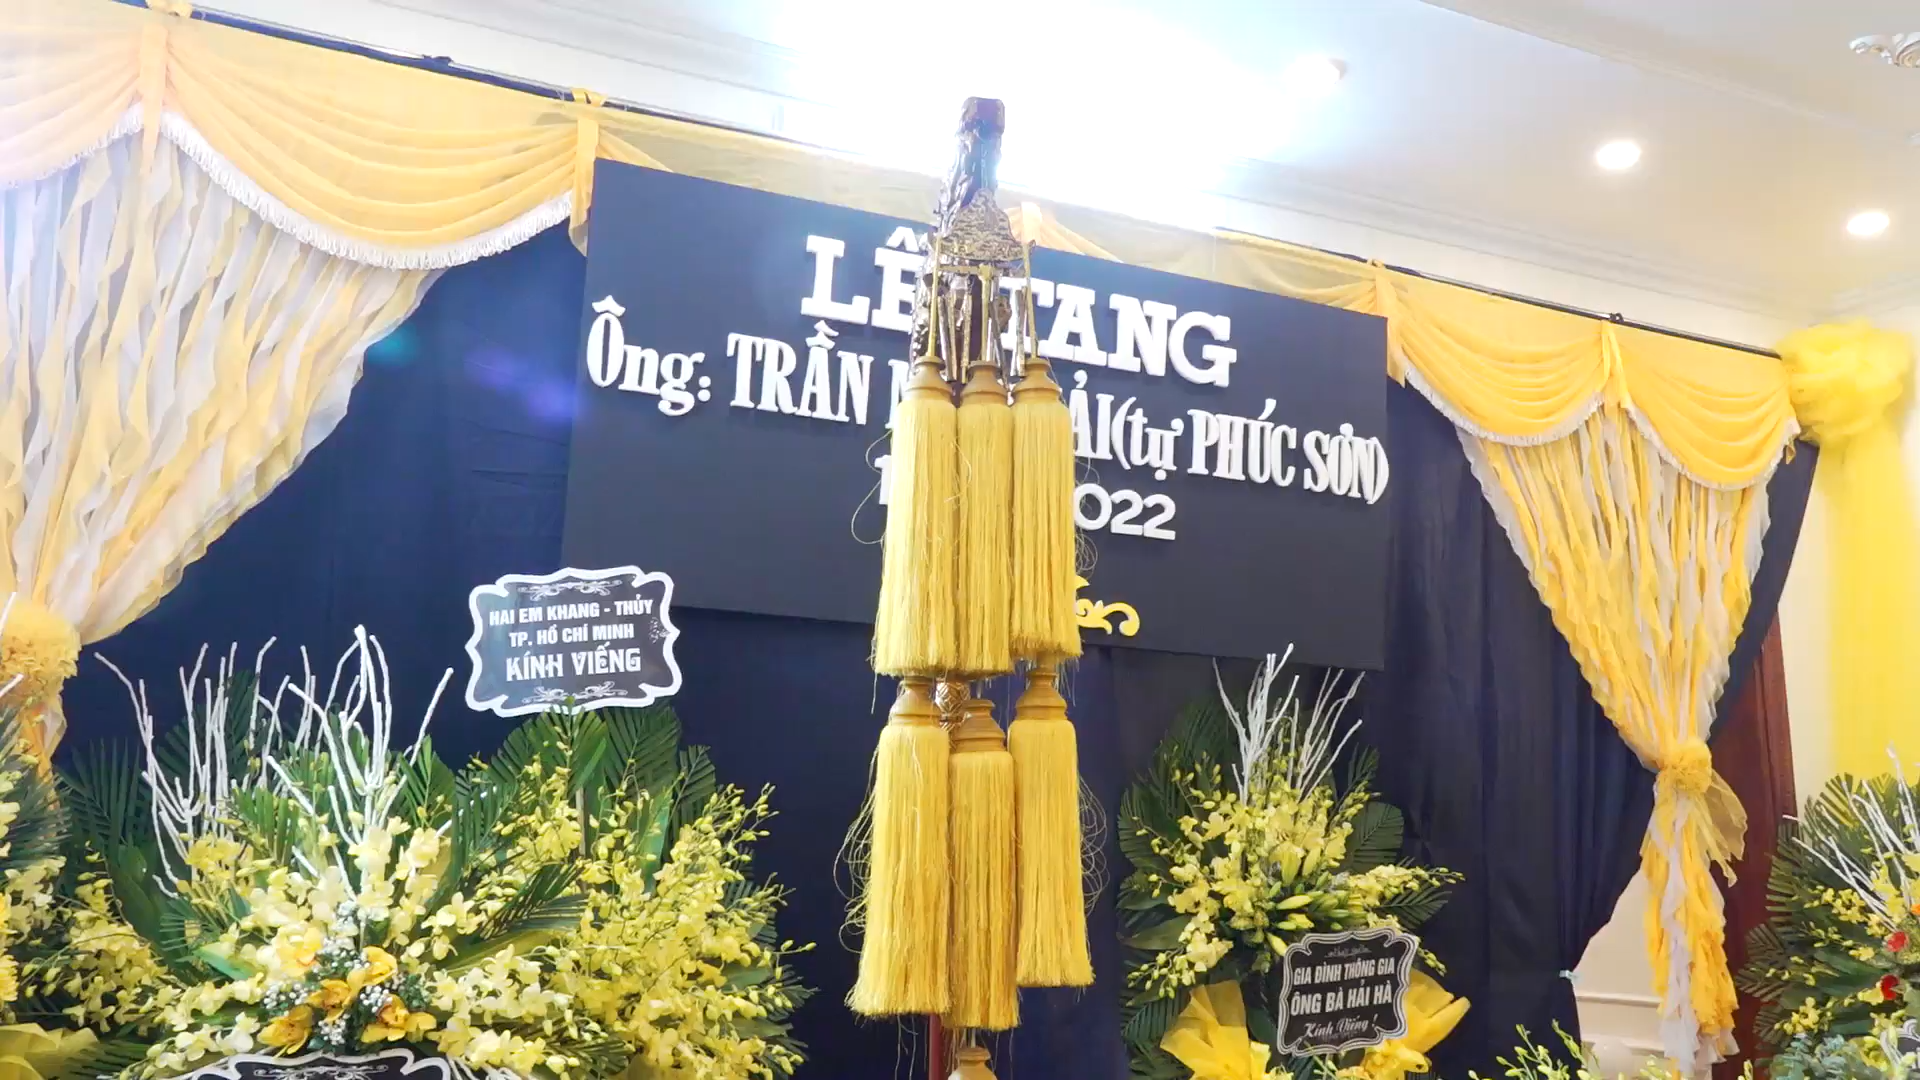 LỄ TANG
Ông: TRẦN ẢI (tự PHÚC SƠN)
2022
HAI EM KHANG - THỦY
TP. HỒ CHÍ MINH
KÍNH VIẾNG
GIA ĐÌNH THÔNG GIA
ÔNG BÀ HẢI HÀ
Kính Viếng!